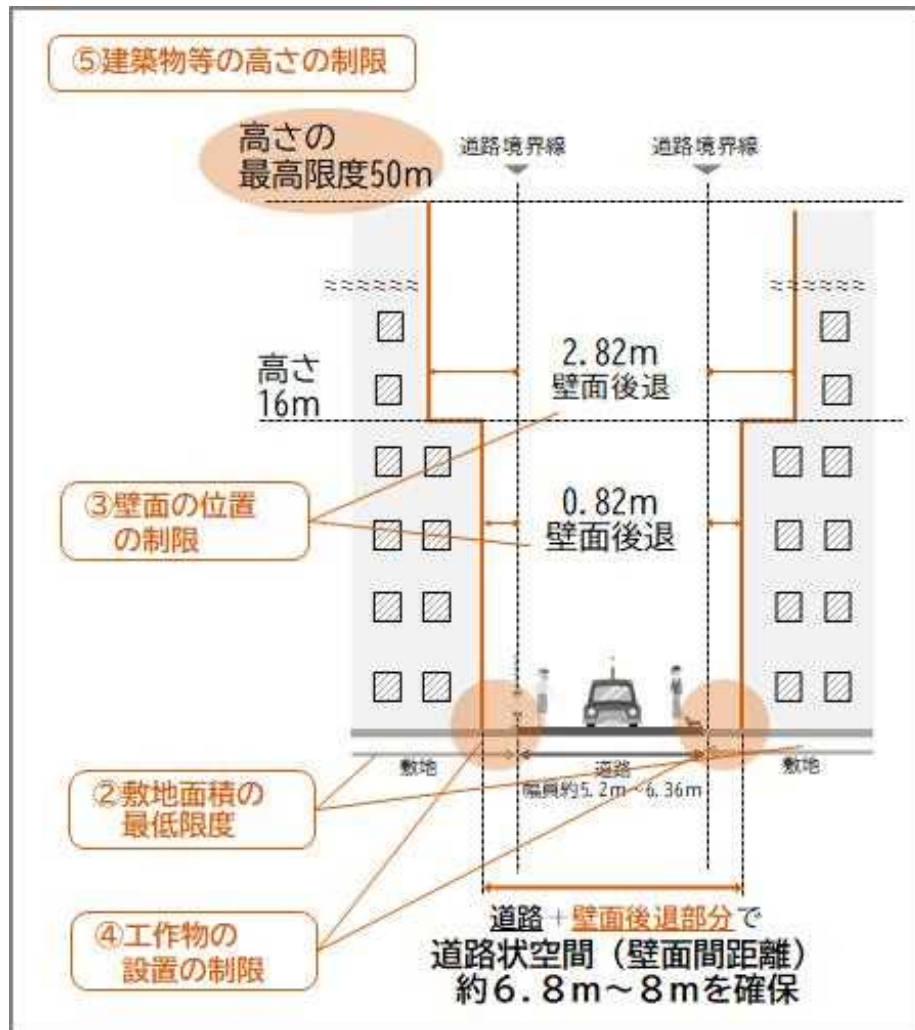 ⑤建築物等の高さの制限
高さの
最高限度50m
道路境界線
道路境界線
2.82m
壁面後退
高さ
16m
0.82m
壁面後退
③壁面の位置
の制限
敷地
道路
敷地
幅員約5.2m~6.36m
②敷地面積の
最低限度
④工作物の
設置の制限
道路+壁面後退部分で
道路状空間（壁面間距離）
約6.8m～8mを確保